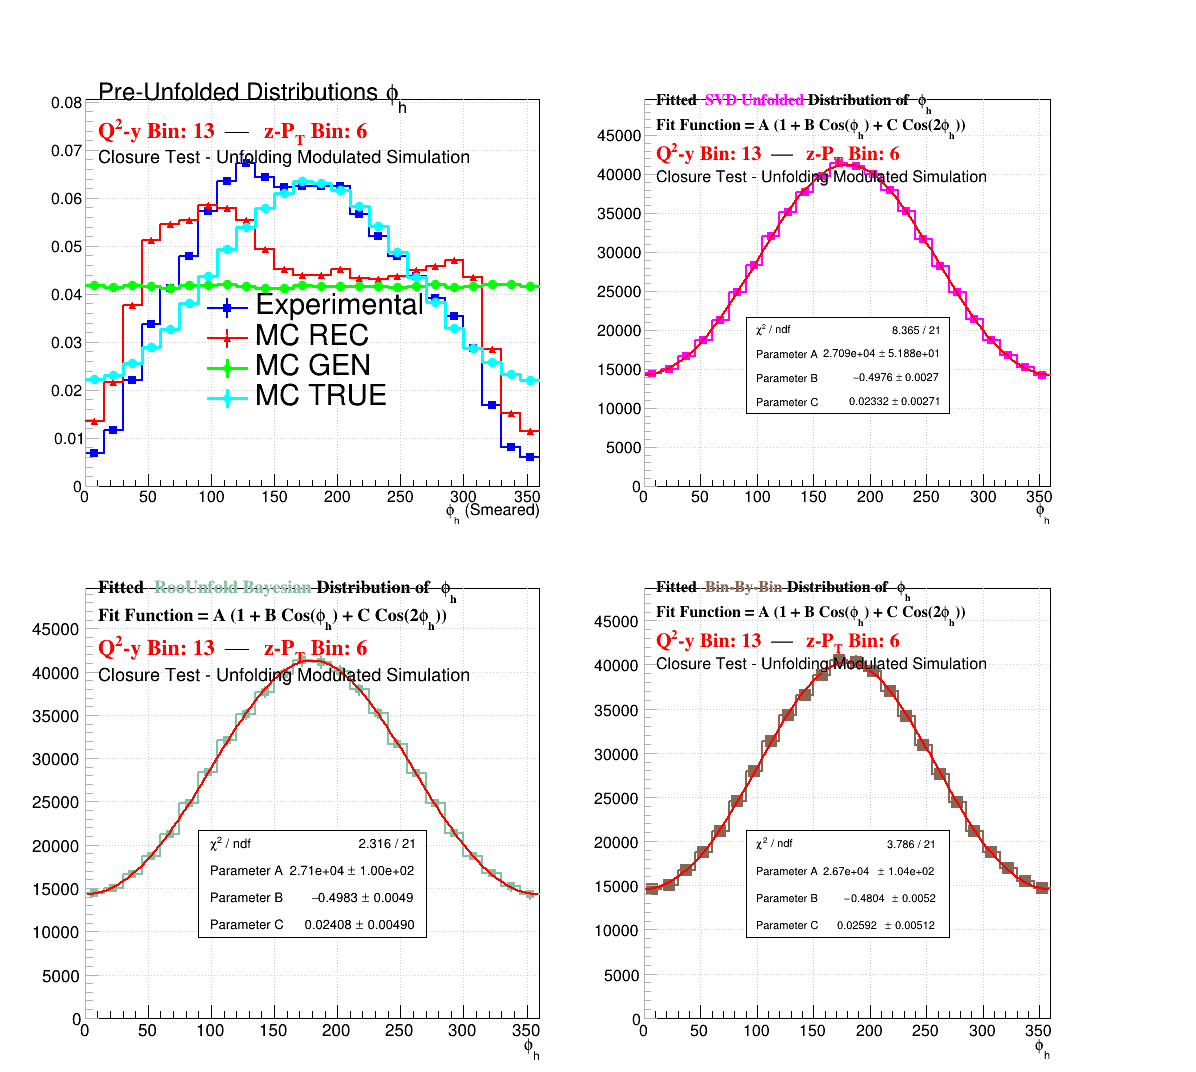 Pre-Unfolded Distributions ϕh
Q²-y Bin: 13 — z-PT Bin: 6
Closure Test - Unfolding Modulated Simulation
0.08
0.07
0.06
0.05
0.04
0.03
0.02
0.01
0
Experimental
MC REC
MC GEN
MC TRUE
0 50 100 150 200 250 300 350
ϕh (Smeared)
Fitted SVD Unfolded Distribution of ϕh
Fit Function = A (1 + B Cos(ϕh) + C Cos(2ϕh))
Q²-y Bin: 13 — z-PT Bin: 6
Closure Test - Unfolding Modulated Simulation
45000
40000
35000
30000
25000
20000
15000
10000
5000
0
χ² / ndf 8.365 / 21
Parameter A 2.709e+04 ± 5.188e+01
Parameter B −0.4976 ± 0.0027
Parameter C 0.02332 ± 0.00271
0 50 100 150 200 250 300 350
ϕh
Fitted RooUnfold Bayesian Distribution of ϕh
Fit Function = A (1 + B Cos(ϕh) + C Cos(2ϕh))
Q²-y Bin: 13 — z-PT Bin: 6
Closure Test - Unfolding Modulated Simulation
45000
40000
35000
30000
25000
20000
15000
10000
5000
0
χ² / ndf 2.316 / 21
Parameter A 2.71e+04 ± 1.00e+02
Parameter B −0.4983 ± 0.0049
Parameter C 0.02408 ± 0.00490
0 50 100 150 200 250 300 350
ϕh
Fitted Bin-By-Bin Distribution of ϕh
Fit Function = A (1 + B Cos(ϕh) + C Cos(2ϕh))
Q²-y Bin: 13 — z-PT Bin: 6
Closure Test - Unfolding Modulated Simulation
45000
40000
35000
30000
25000
20000
15000
10000
5000
0
χ² / ndf 3.786 / 21
Parameter A 2.67e+04 ± 1.04e+02
Parameter B −0.4804 ± 0.0052
Parameter C 0.02592 ± 0.00512
0 50 100 150 200 250 300 350
ϕh